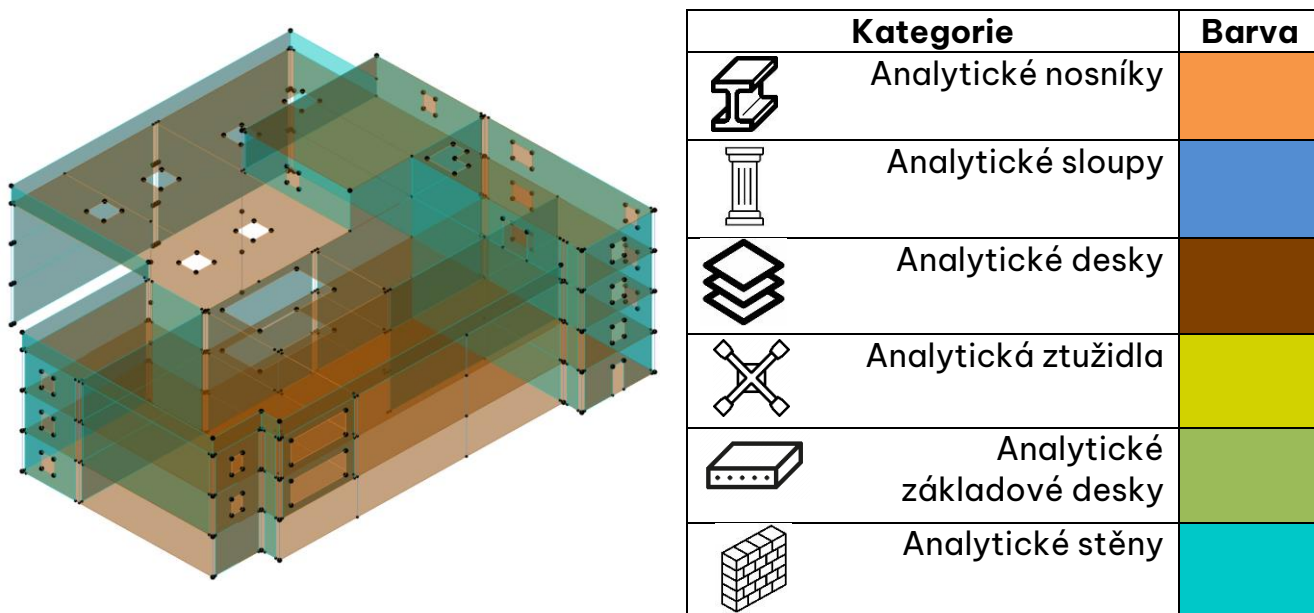 Kategorie Barva
Analytické nosníky
Analytické sloupy
Analytické desky
Analytická ztužidla
Analytické
základové desky
Analytické stěny